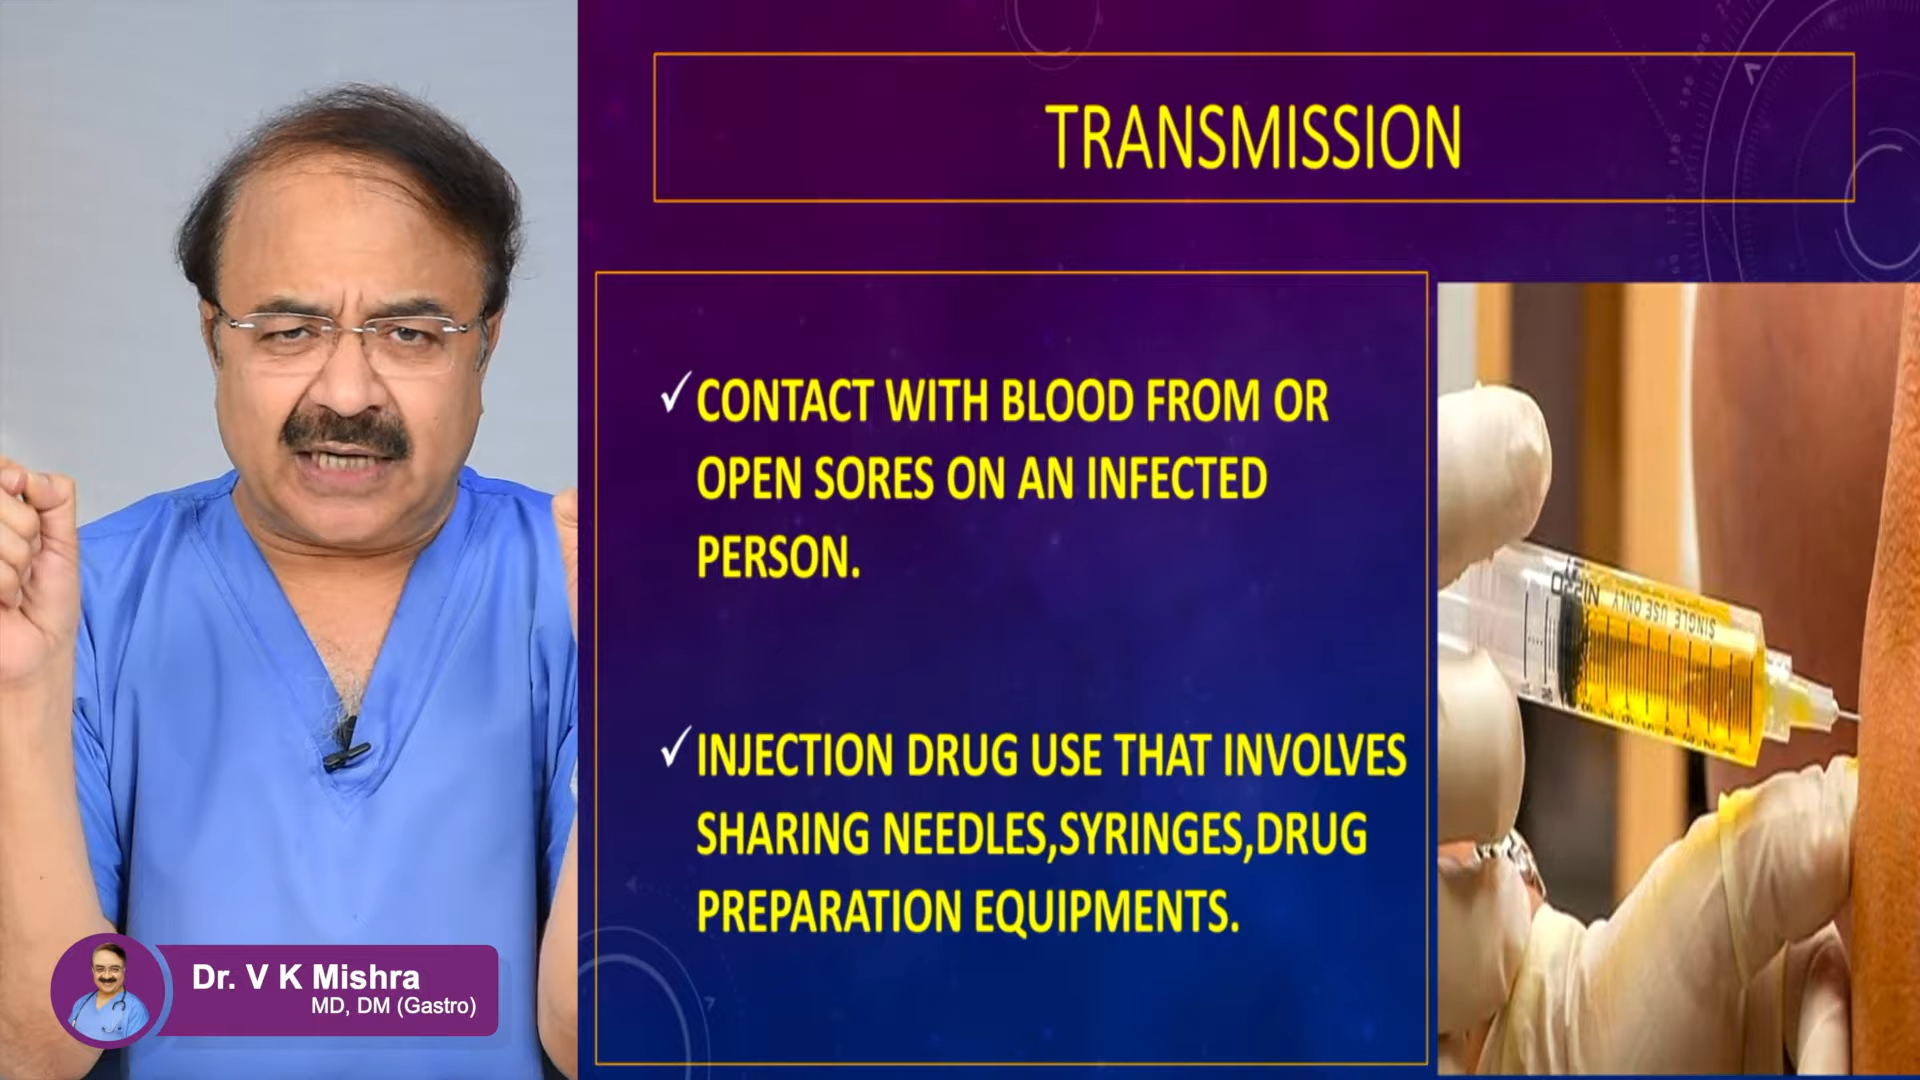 TRANSMISSION
✓CONTACT WITH BLOOD FROM OR
OPEN SORES ON AN INFECTED
PERSON.
✓INJECTION DRUG USE THAT INVOLVES
SHARING NEEDLES,SYRINGES,DRUG
PREPARATION EQUIPMENTS.
SINGLE USE ONLY
Dr. V K Mishra
MD, DM (Gastro)